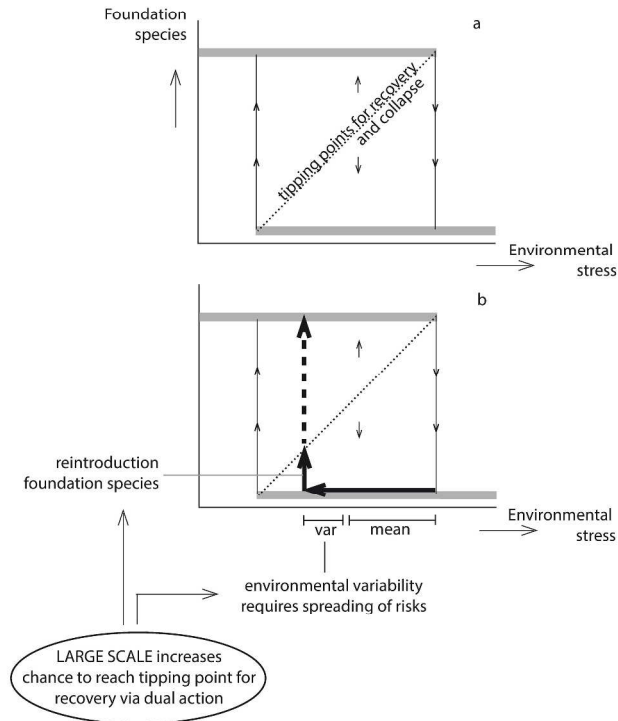 Foundation
species
a
tipping points for recovery
and collapse
Environmental
stress
b
reintroduction
foundation species
Environmental
stress
var
mean
environmental variability
requires spreading of risks
LARGE SCALE increases
chance to reach tipping point for
recovery via dual action